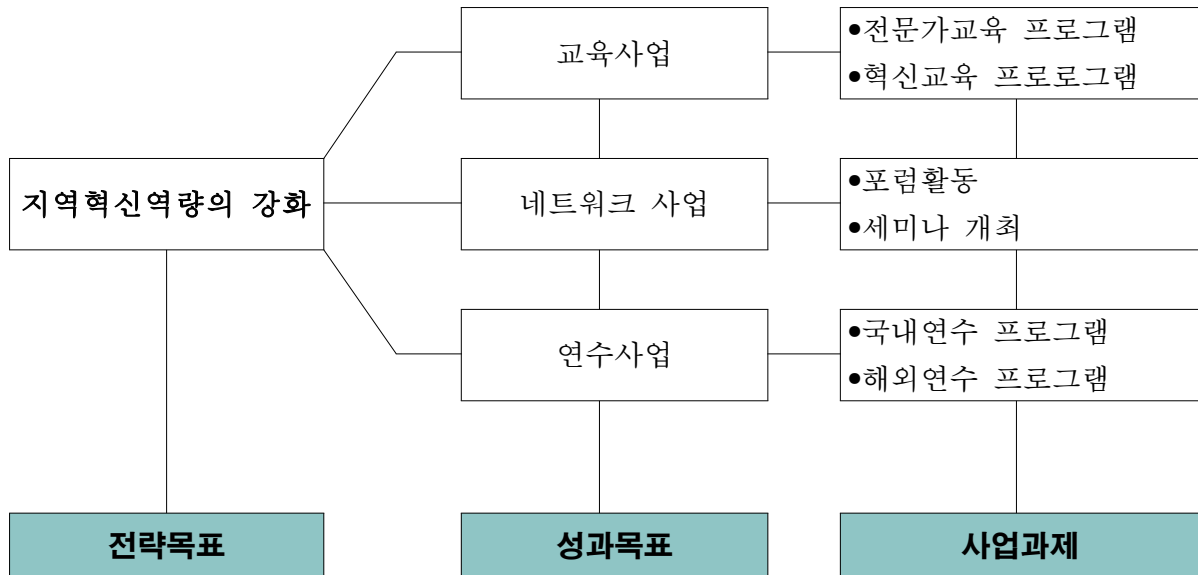 교육사업
●전문가교육 프로그램
●혁신교육 프로로그램
지역혁신역량의 강화
네트워크 사업
●포럼활동
●세미나 개최
연수사업
●국내연수 프로그램
●해외연수 프로그램
전략목표
성과목표
사업과제